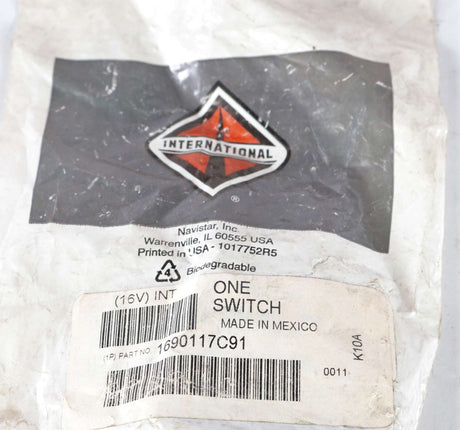 INTERNATIONAL
®
Navistar, Inc.
Warrenville, IL 60555 USA
Printed in USA - 1017752R5
4
Biodegradable
(16V) INT
ONE
SWITCH
MADE IN MEXICO
(1P) PART NO. 1690117C91
0011
K10A